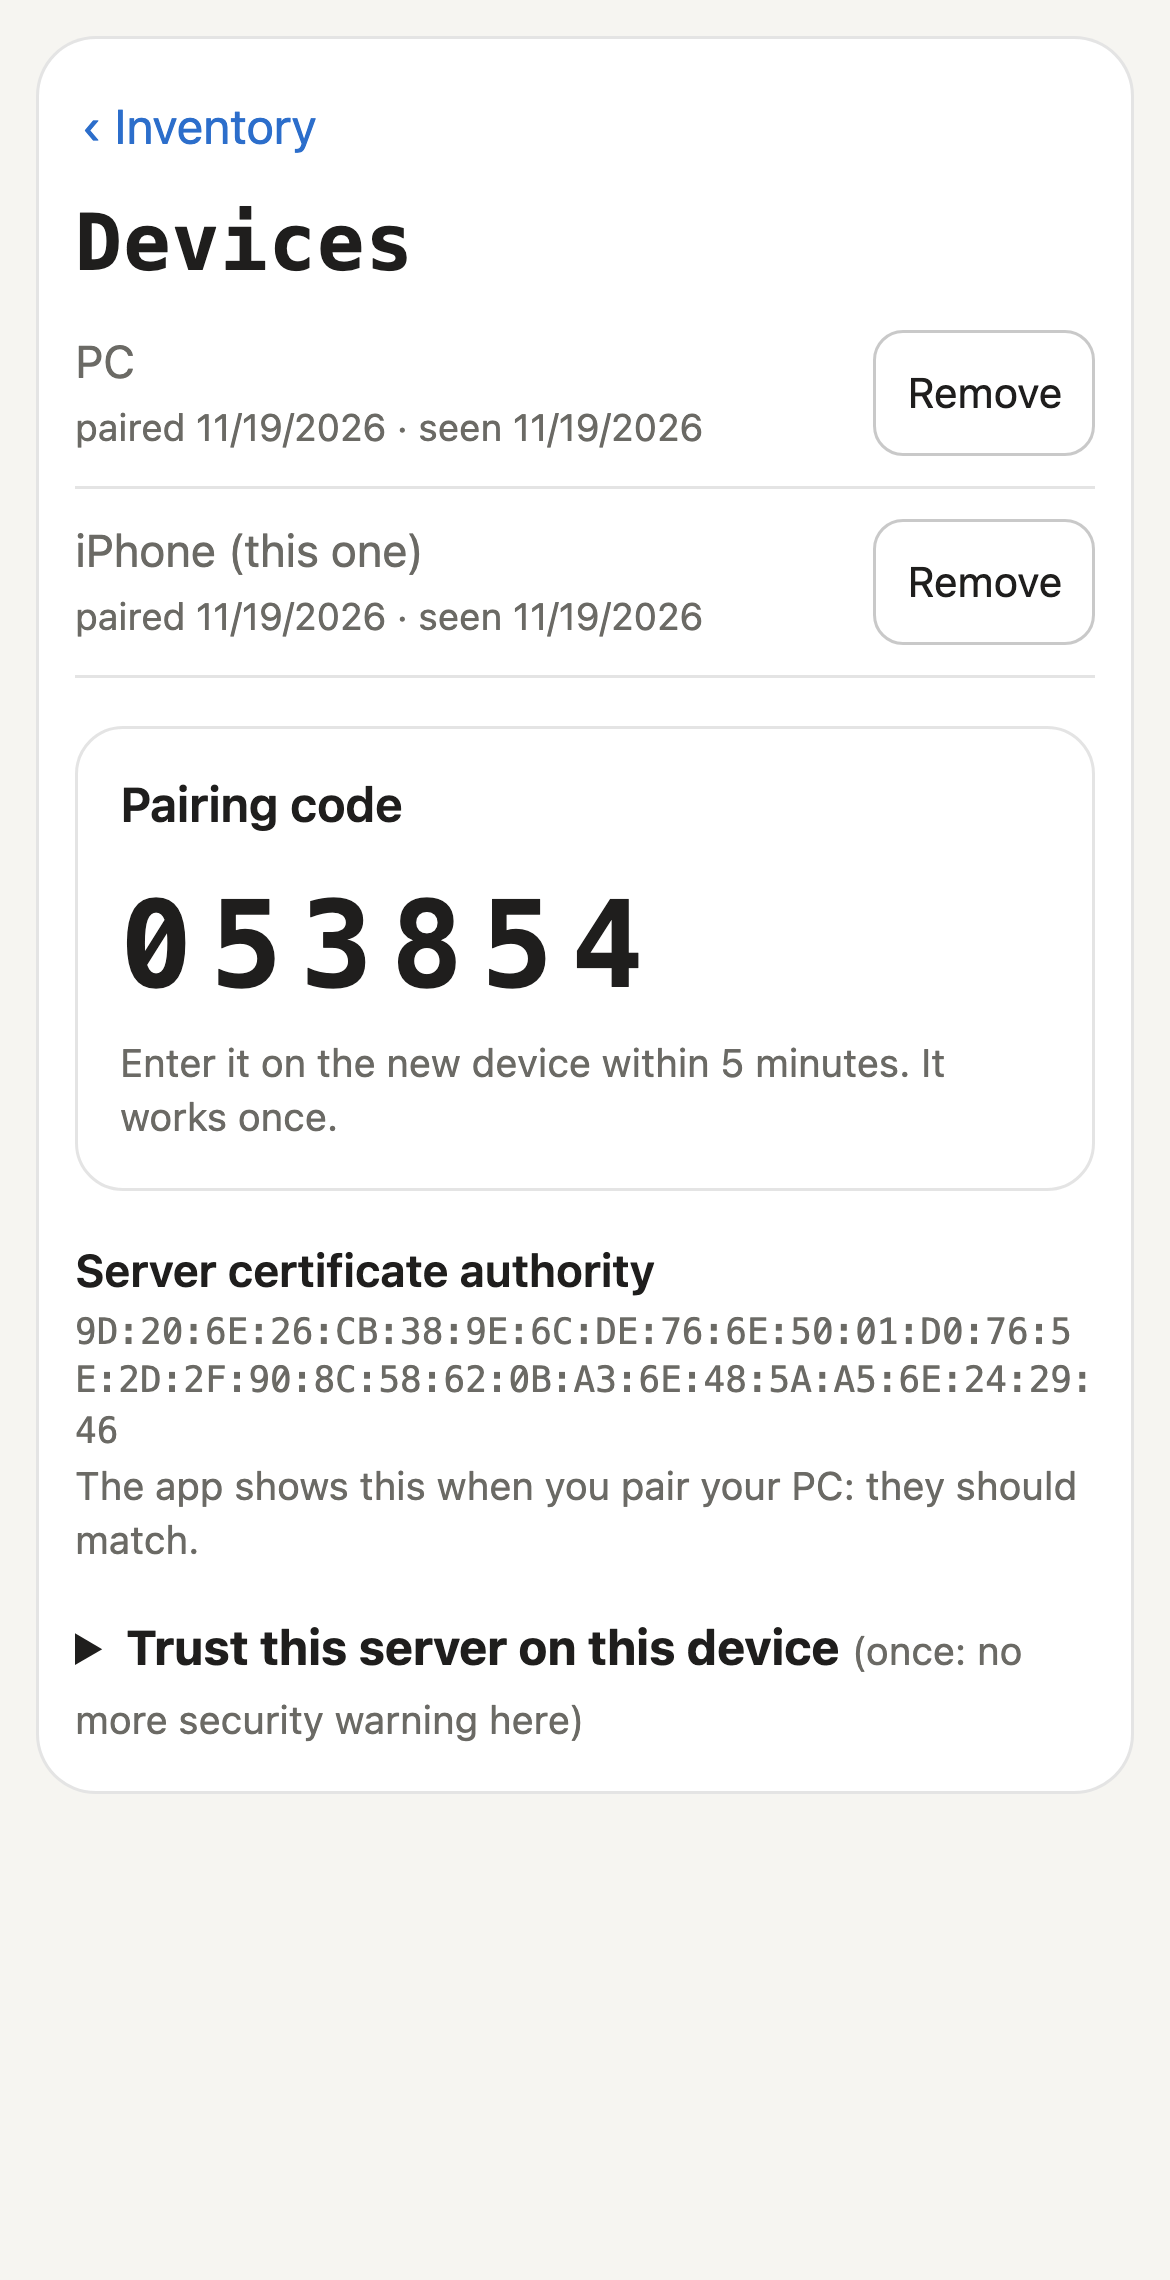 ‹ Inventory
Devices
PC
Remove
paired 11/19/2026 · seen 11/19/2026
iPhone (this one)
Remove
paired 11/19/2026 · seen 11/19/2026
Pairing code
053854
Enter it on the new device within 5 minutes. It
works once.
Server certificate authority
9D:20:6E:26:CB:38:9E:6C:DE:76:6E:50:01:D0:76:5
E:2D:2F:90:8C:58:62:0B:A3:6E:48:5A:A5:6E:24:29:
46
The app shows this when you pair your PC: they should
match.
▶ Trust this server on this device (once: no
more security warning here)